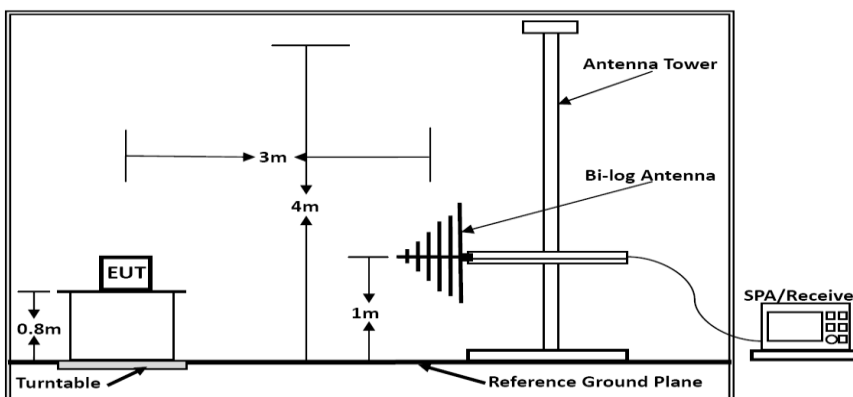 Antenna Tower
3m
Bi-log Antenna
4m
EUT
SPA/Receive
0.8m
1m
Turntable
Reference Ground Plane